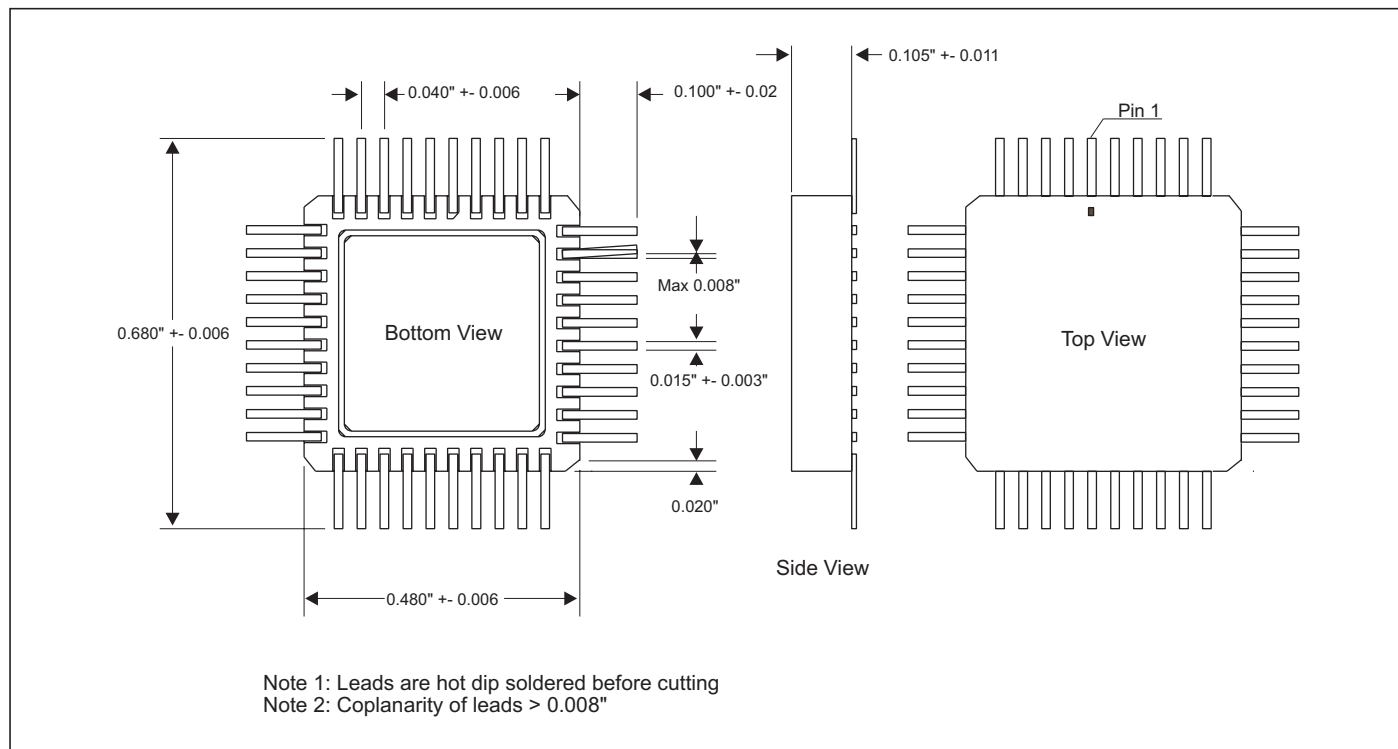 0.105" +- 0.011
0.040" +- 0.006
0.100" +- 0.02
Pin 1
Max 0.008"
0.680" +- 0.006
Bottom View
Top View
0.015" +- 0.003"
0.020"
Side View
0.480" +- 0.006
Note 1: Leads are hot dip soldered before cutting
Note 2: Coplanarity of leads > 0.008"